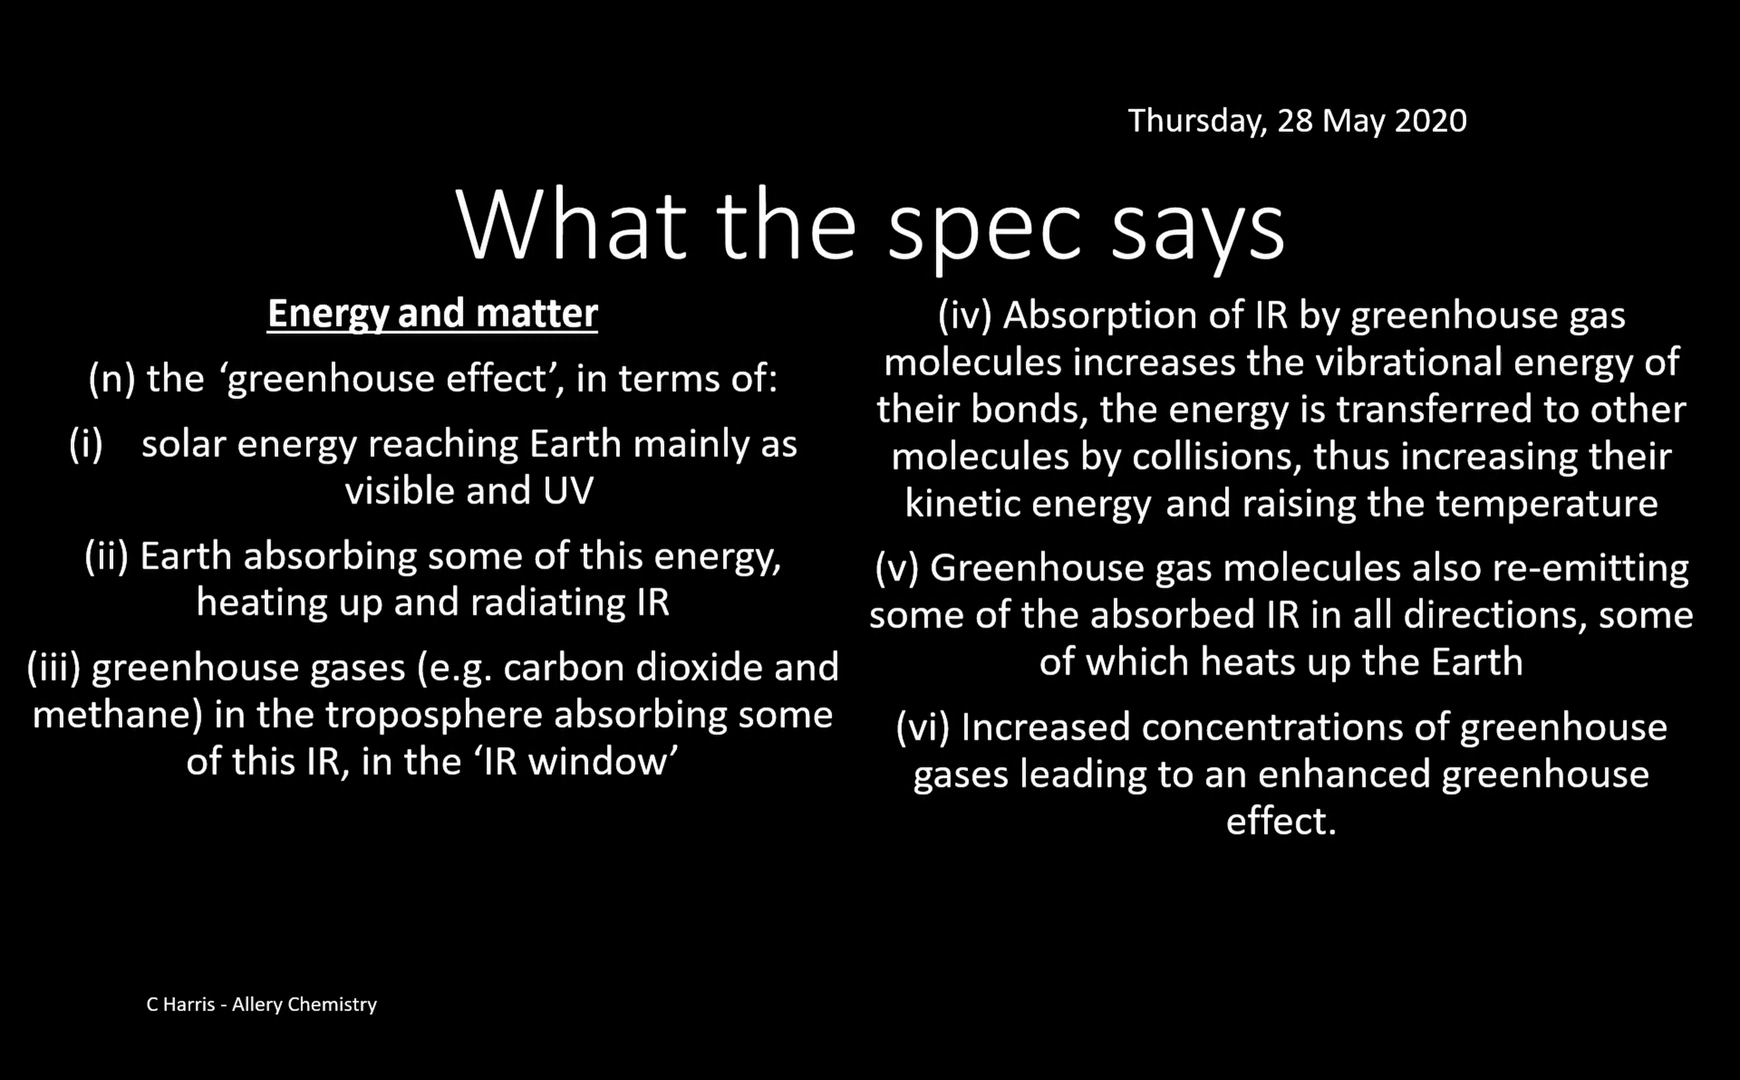 Thursday, 28 May 2020
What the spec says
Energy and matter
(n) the ‘greenhouse effect’, in terms of:
(i) solar energy reaching Earth mainly as
visible and UV
(ii) Earth absorbing some of this energy,
heating up and radiating IR
(iii) greenhouse gases (e.g. carbon dioxide and
methane) in the troposphere absorbing some
of this IR, in the ‘IR window’
(iv) Absorption of IR by greenhouse gas
molecules increases the vibrational energy of
their bonds, the energy is transferred to other
molecules by collisions, thus increasing their
kinetic energy and raising the temperature
(v) Greenhouse gas molecules also re-emitting
some of the absorbed IR in all directions, some
of which heats up the Earth
(vi) Increased concentrations of greenhouse
gases leading to an enhanced greenhouse
effect.
C Harris - Allery Chemistry